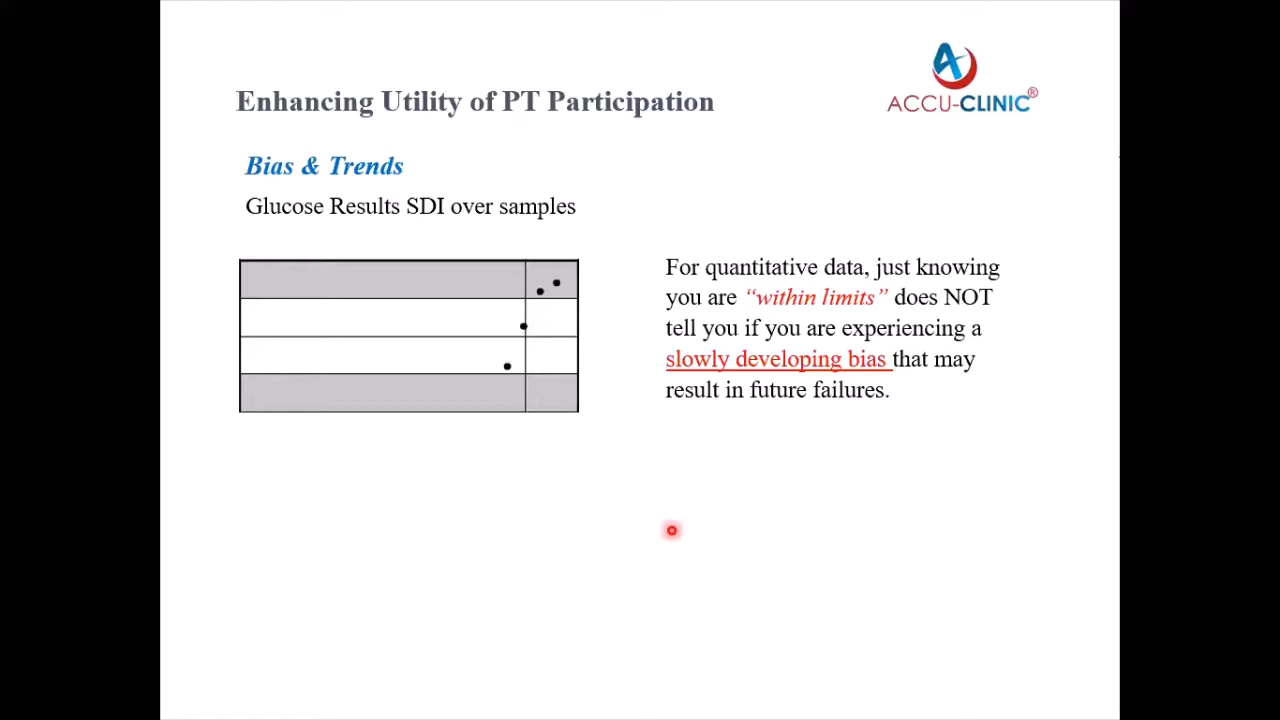 ACCU-CLINIC®
Enhancing Utility of PT Participation
Bias & Trends
Glucose Results SDI over samples
For quantitative data, just knowing
you are “within limits” does NOT
tell you if you are experiencing a
slowly developing bias that may
result in future failures.